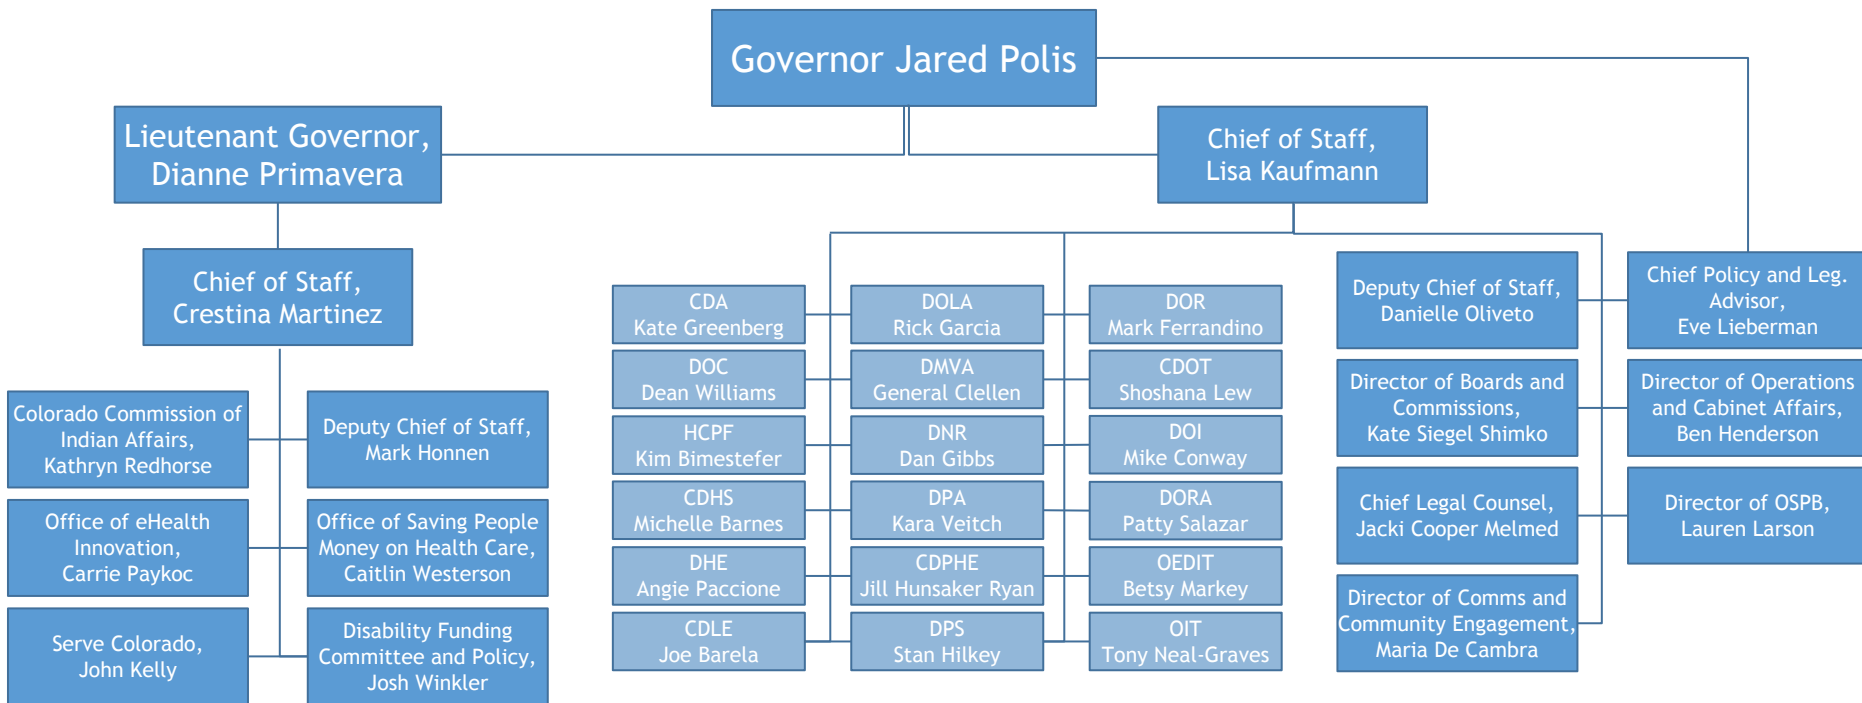 Governor Jared Polis
Lieutenant Governor,
Dianne Primavera
Chief of Staff,
Lisa Kaufmann
Chief of Staff,
Crestina Martinez
Colorado Commission of
Indian Affairs,
Kathryn Redhorse
Deputy Chief of Staff,
Mark Honnen
Office of eHealth
Innovation,
Carrie Paykoc
Office of Saving People
Money on Health Care,
Caitlin Westerson
Serve Colorado,
John Kelly
Disability Funding
Committee and Policy,
Josh Winkler
CDA
Kate Greenberg
DOLA
Rick Garcia
DOR
Mark Ferrandino
DOC
Dean Williams
DMVA
General Clellen
CDOT
Shoshana Lew
HCPF
Kim Bimestefer
DNR
Dan Gibbs
DOI
Mike Conway
CDHS
Michelle Barnes
DPA
Kara Veitch
DORA
Patty Salazar
DHE
Angie Paccione
CDPHE
Jill Hunsaker Ryan
OEDIT
Betsy Markey
CDLE
Joe Barela
DPS
Stan Hilkey
OIT
Tony Neal-Graves
Deputy Chief of Staff,
Danielle Oliveto
Chief Policy and Leg.
Advisor,
Eve Lieberman
Director of Boards and
Commissions,
Kate Siegel Shimko
Director of Operations
and Cabinet Affairs,
Ben Henderson
Chief Legal Counsel,
Jacki Cooper Melmed
Director of OSPB,
Lauren Larson
Director of Comms and
Community Engagement,
Maria De Cambra